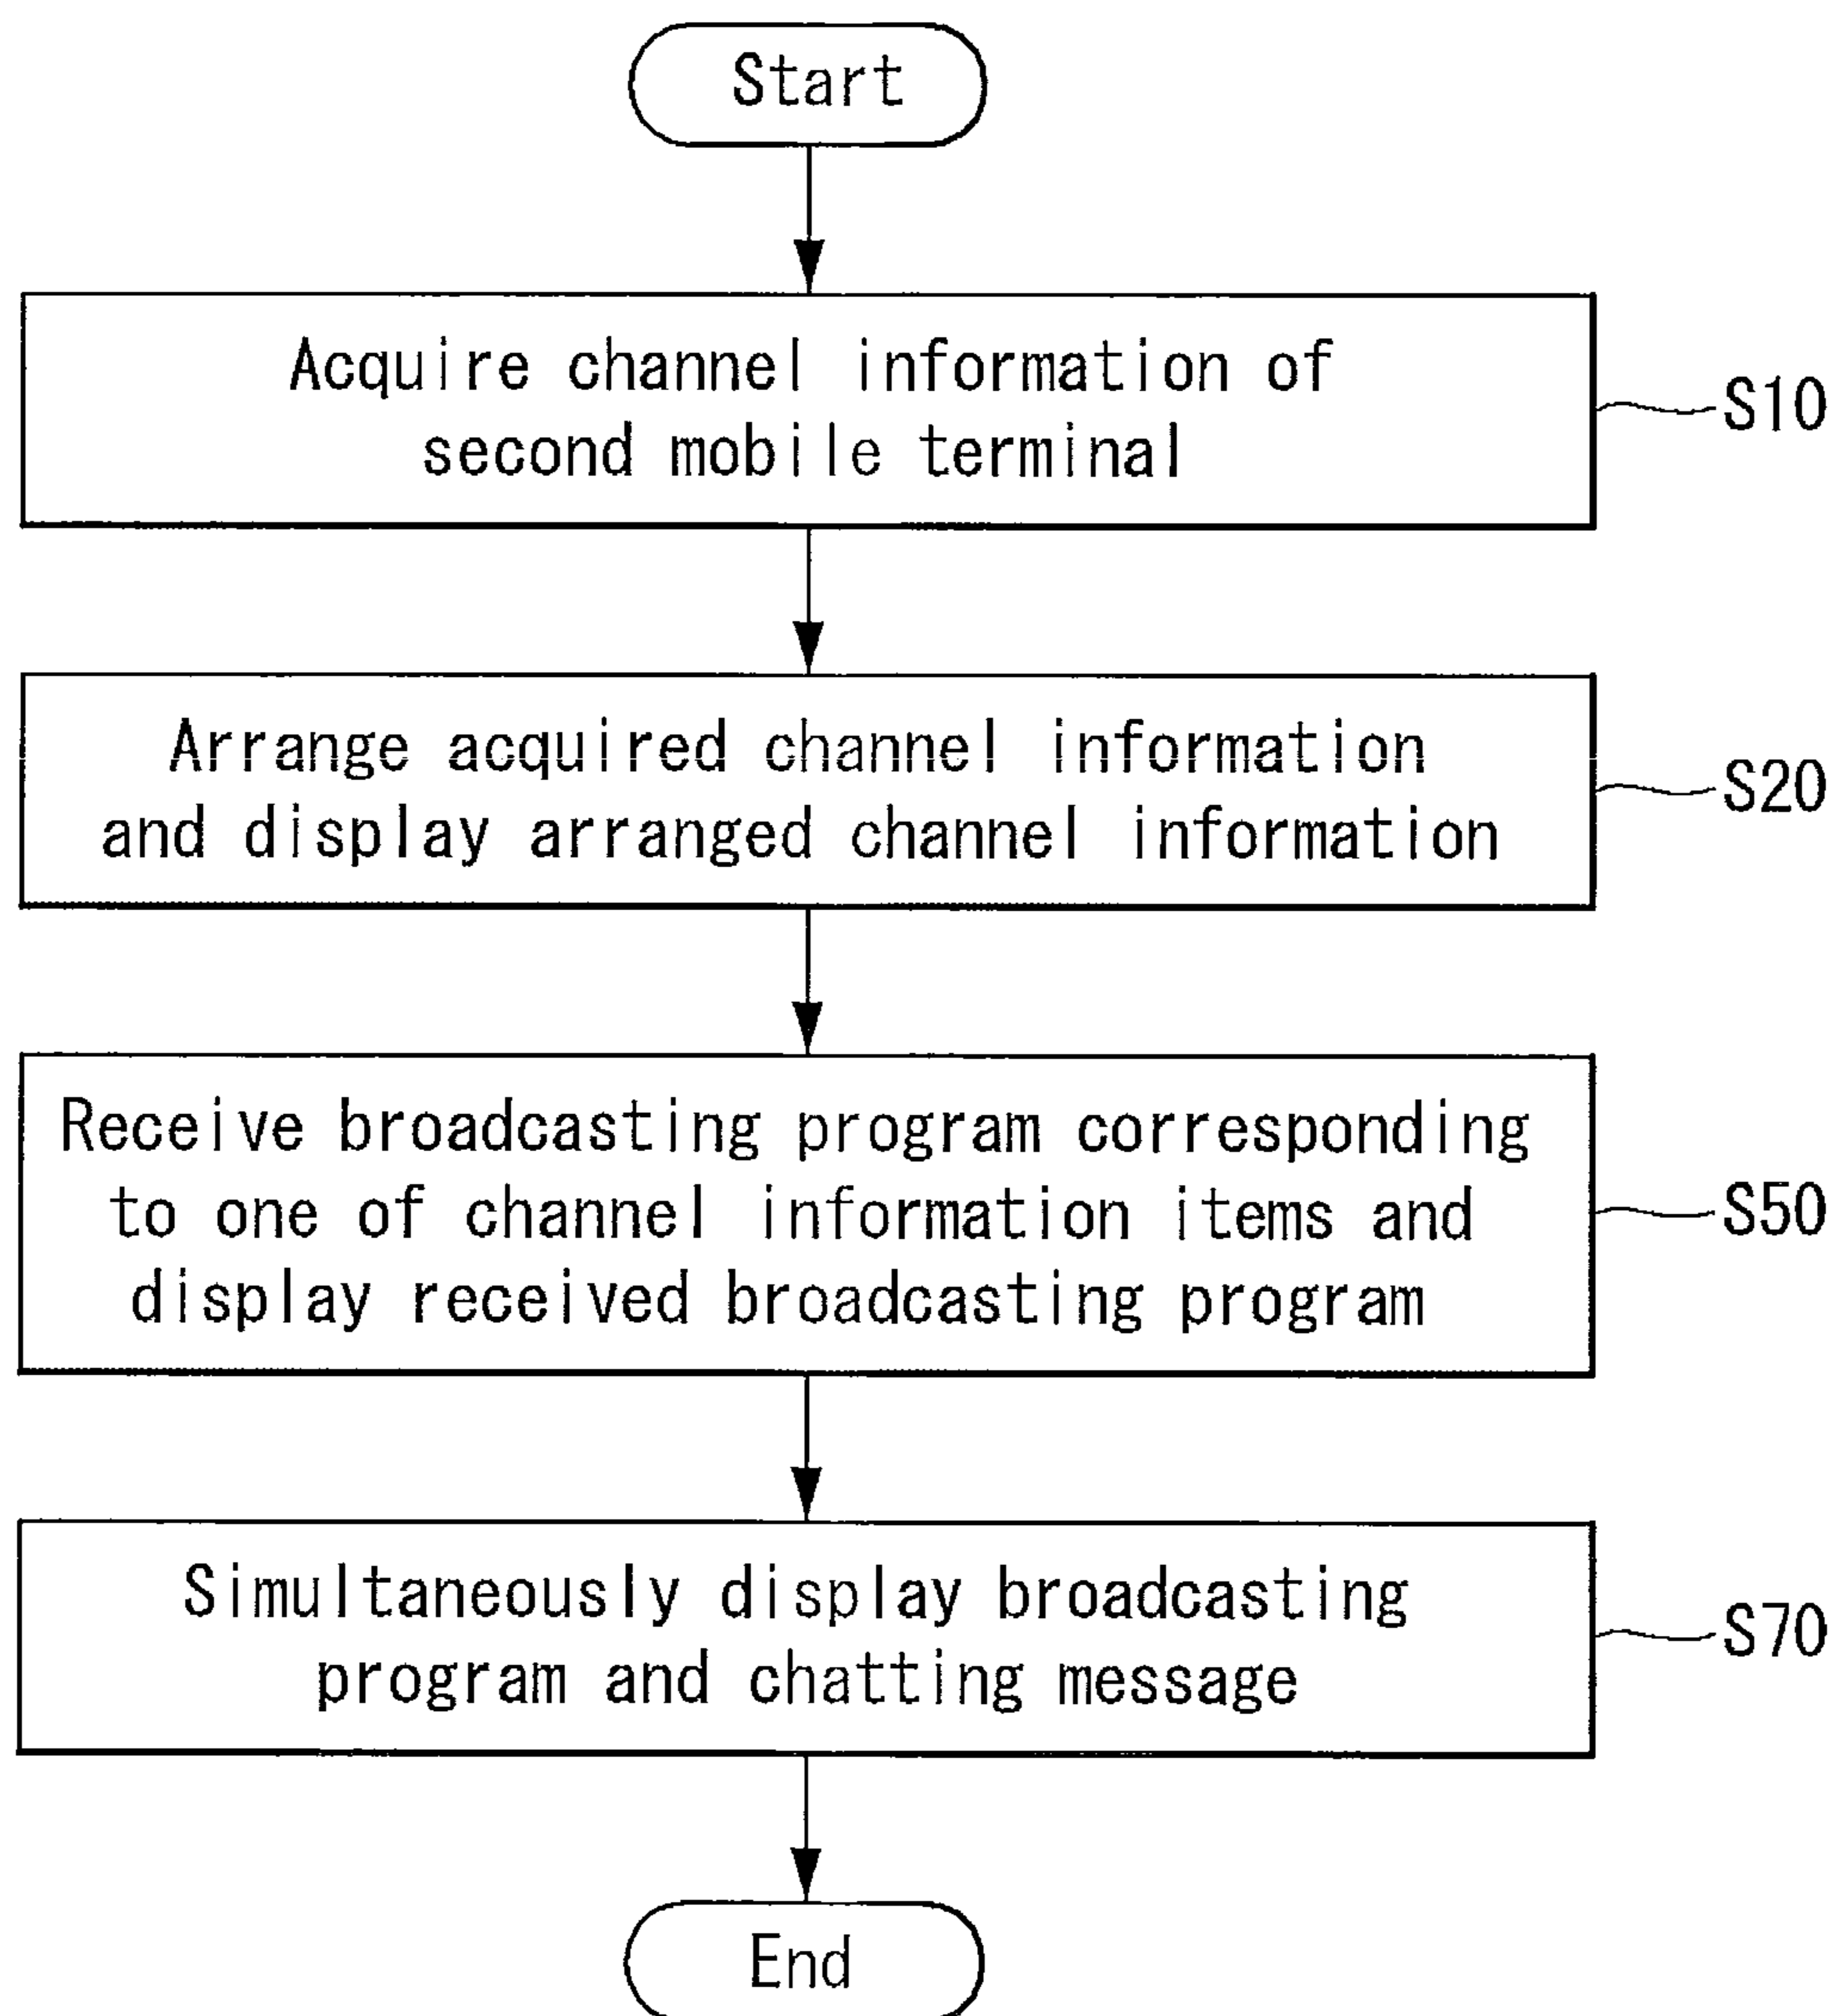 Start
Acquire channel information of
second mobile terminal
S10
Arrange acquired channel information
and display arranged channel information
S20
Receive broadcasting program corresponding
to one of channel information items and
display received broadcasting program
S50
Simultaneously display broadcasting
program and chatting message
S70
End